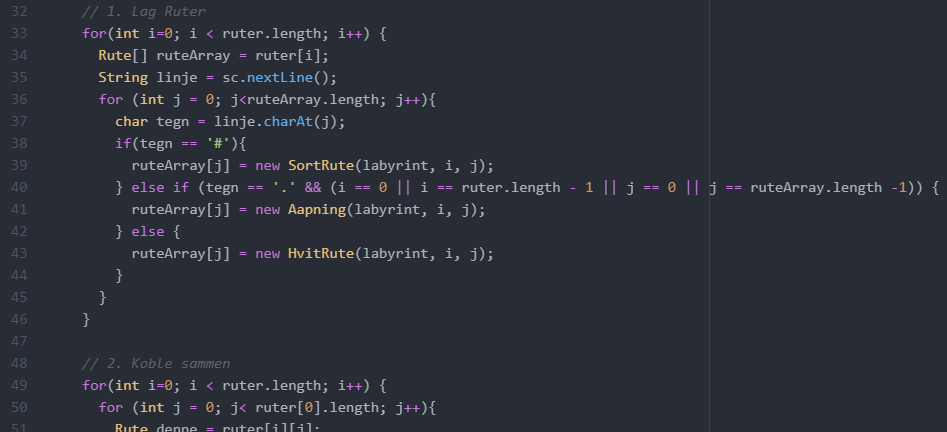 32 // 1. Lag Ruter
33 for(int i=0; i < ruter.length; i++) {
34 Rute[] ruteArray = ruter[i];
35 String linje = sc.nextLine();
36 for (int j = 0; j<ruteArray.length; j++){
37 char tegn = linje.charAt(j);
38 if(tegn == '#'){
39 ruteArray[j] = new SortRute(labyrint, i, j);
40 } else if (tegn == '.' && (i == 0 || i == ruter.length - 1 || j == 0 || j == ruteArray.length -1)) {
41 ruteArray[j] = new Aapning(labyrint, i, j);
42 } else {
43 ruteArray[j] = new HvitRute(labyrint, i, j);
44 }
45 }
46 }
47
48 // 2. Koble sammen
49 for(int i=0; i < ruter.length; i++) {
50 for (int j = 0; j< ruter[0].length; j++){
51 Rute denne = ruter[i][j];